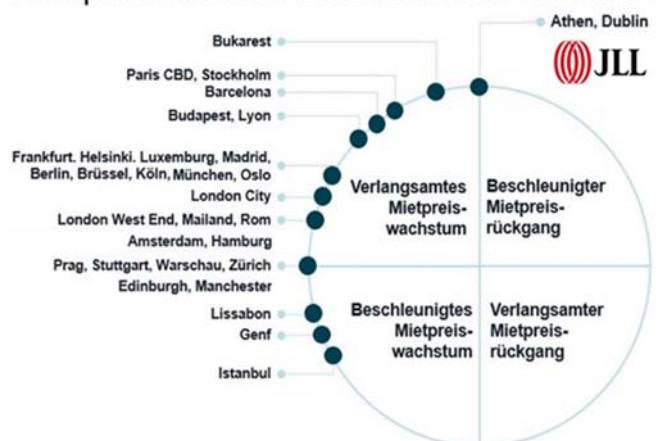 Athen, Dublin
JLL
Bukarest
Paris CBD, Stockholm
Barcelona
Budapest, Lyon
Frankfurt. Helsinki. Luxemburg, Madrid,
Berlin, Brüssel, Köln, München, Oslo
London City
London West End, Mailand, Rom
Amsterdam, Hamburg
Prag, Stuttgart, Warschau, Zürich
Edinburgh, Manchester
Lissabon
Genf
Istanbul
Verlangsamtes
Mietpreis-
wachstum
Beschleunigter
Mietpreis-
rückgang
Beschleunigtes
Mietpreis-
wachstum
Verlangsamter
Mietpreis-
rückgang